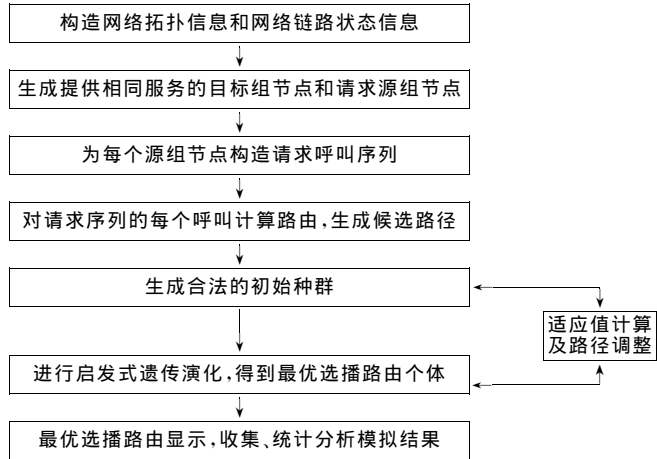 构造网络拓扑信息和网络链路状态信息
生成提供相同服务的目标组节点和请求源组节点
为每个源组节点构造请求呼叫序列
对请求序列的每个呼叫计算路由,生成候选路径
生成合法的初始种群
适应值计算
及路径调整
进行启发式遗传演化,得到最优选播路由个体
最优选播路由显示,收集、统计分析模拟结果